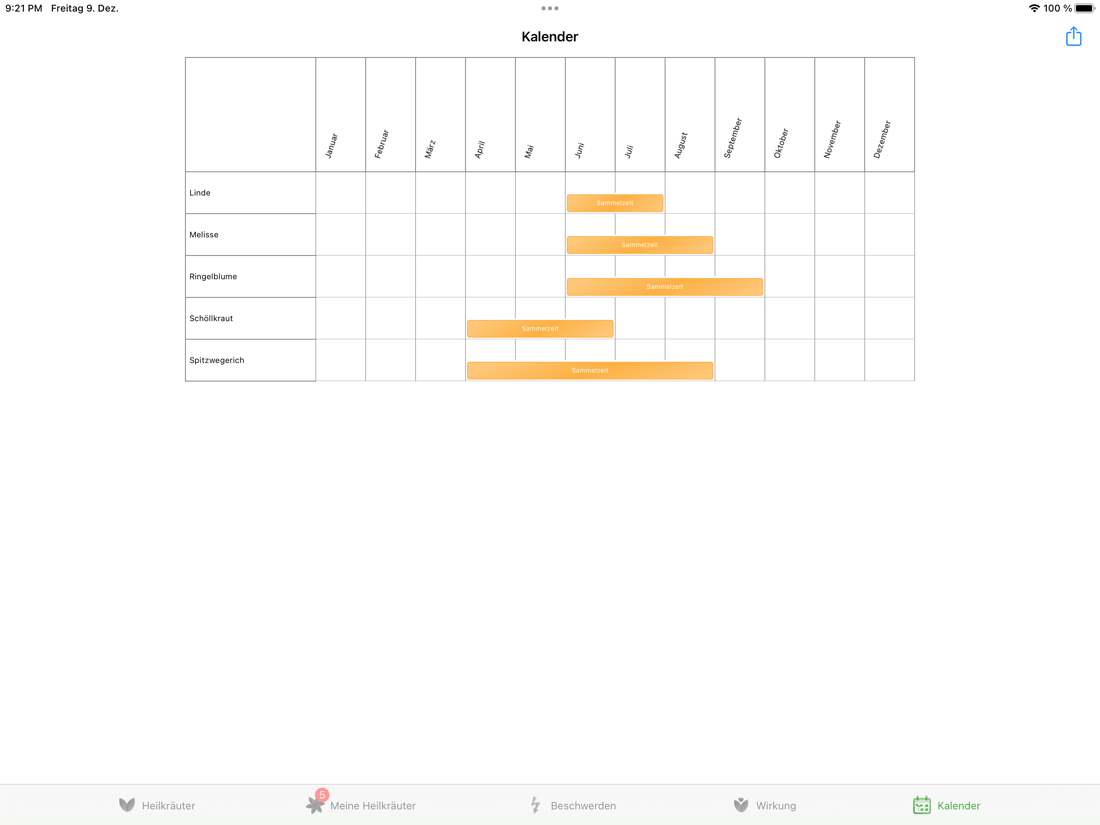 9:21 PM Freitag 9. Dez.
100 %
Kalender
Januar Februar März April Mai Juni Juli August September Oktober November Dezember
Linde
Sammelzeit
Melisse
Sammelzeit
Ringelblume
Sammelzeit
Schöllkraut
Sammelzeit
Spitzwegerich
Sammelzeit
Heilkräuter
5
Meine Heilkräuter
Beschwerden
Wirkung
Kalender